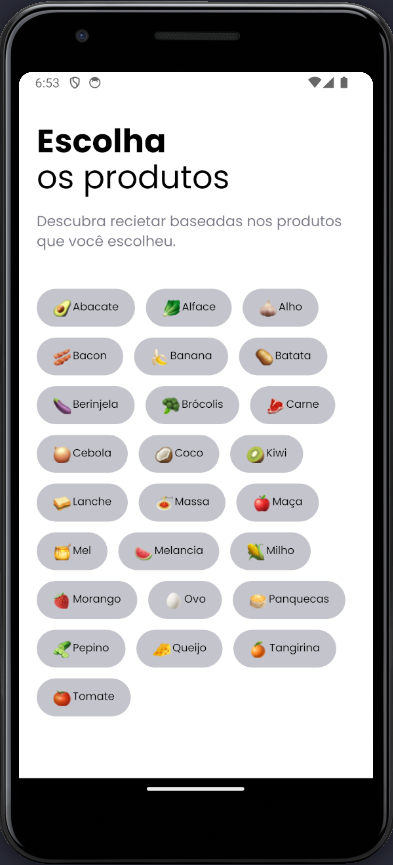 6:53
Escolha
os produtos
Descubra recietar baseadas nos produtos
que você escolheu.
Abacate Alface Alho
Bacon Banana Batata
Berinjela Brócolis Carne
Cebola Coco Kiwi
Lanche Massa Maça
Mel Melancia Milho
Morango Ovo Panquecas
Pepino Queijo Tangirina
Tomate